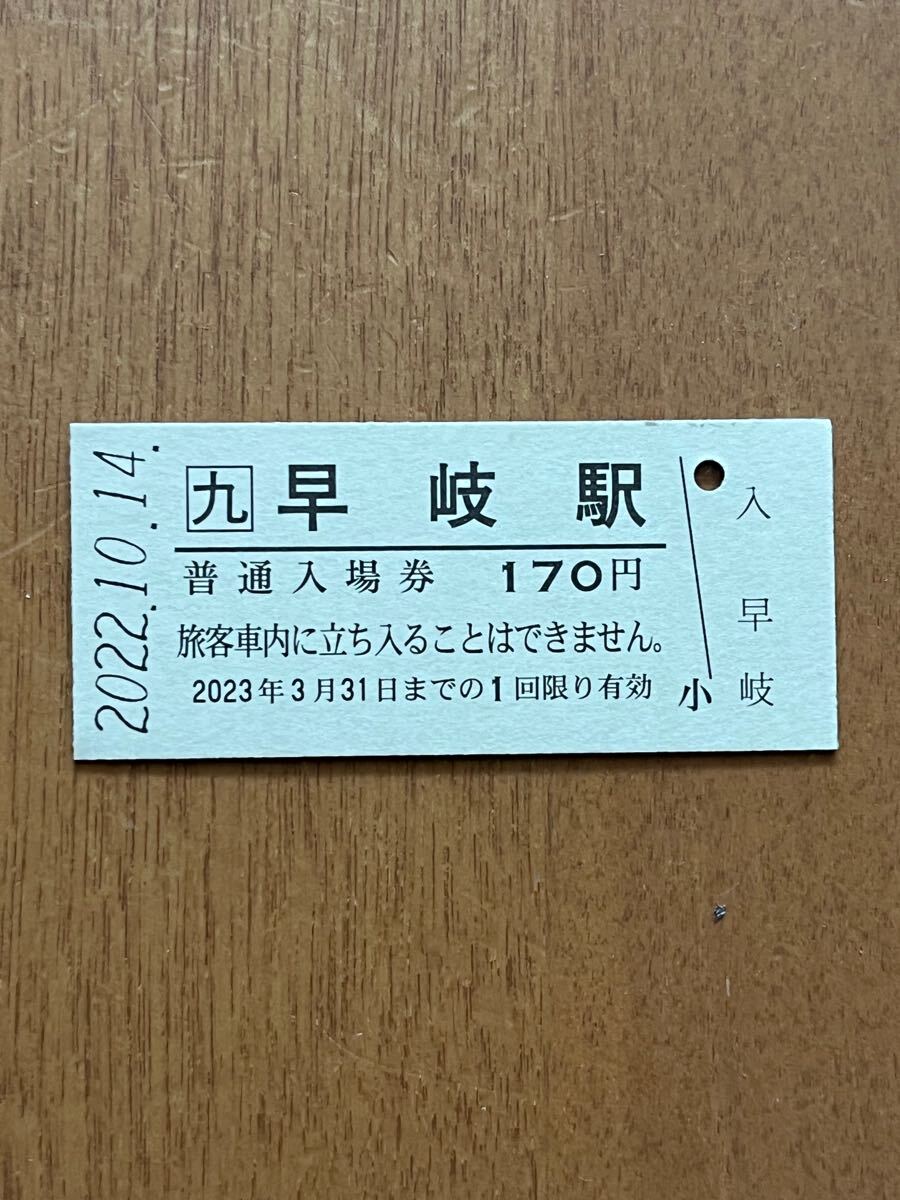 2022.10.14.
九 早岐駅
普通入場券 170円
旅客車内に立ち入ることはできません。
2023年3月31日までの1回限り有効
小
入
早
岐